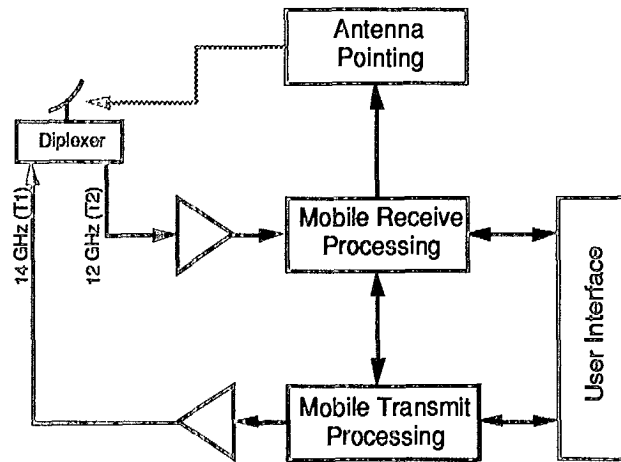 Antenna
Pointing
Diplexer
14 GHz (T1)
12 GHz (T2)
Mobile Receive
Processing
User Interface
Mobile Transmit
Processing